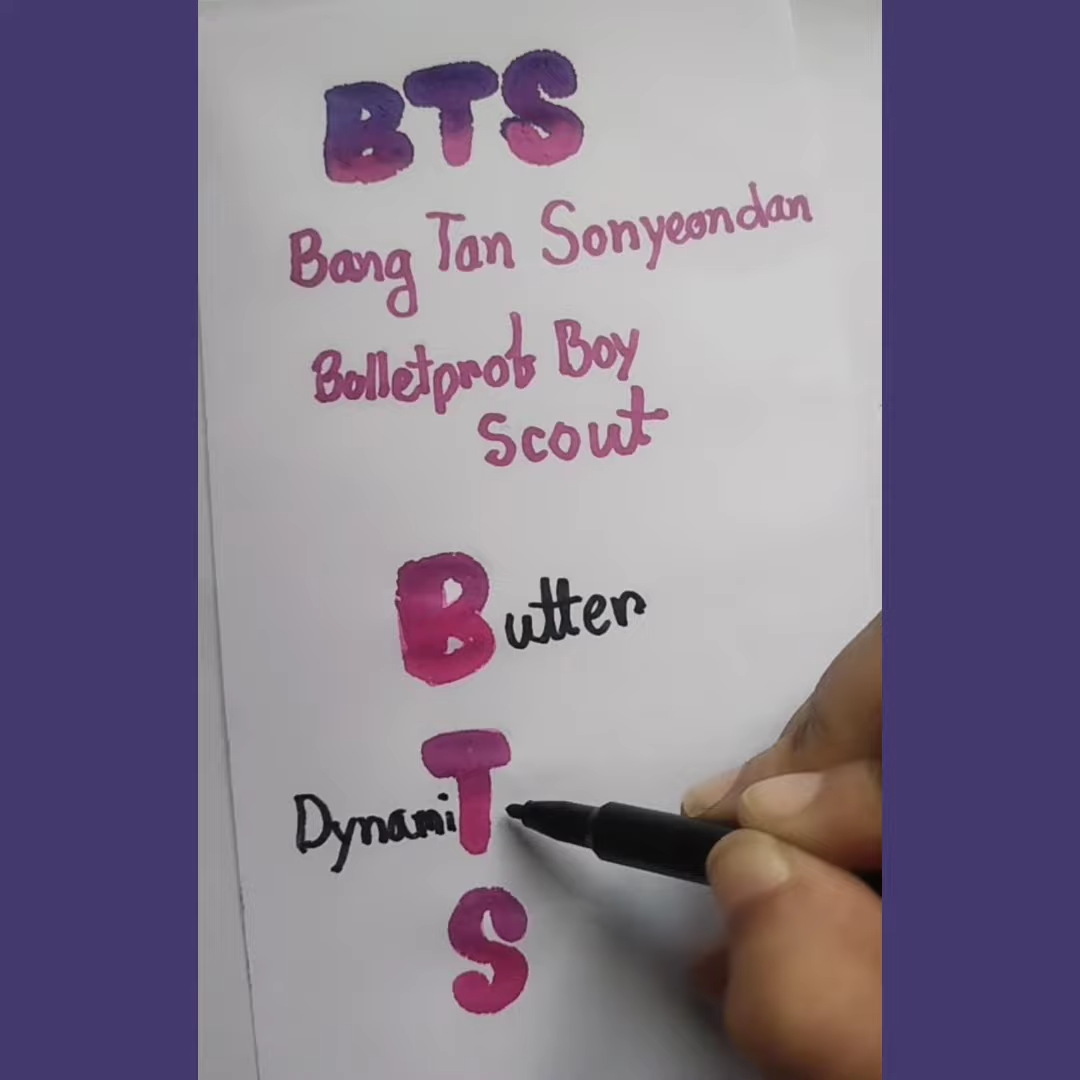 BTS
Bang Tan Sonyeondan
Bolletprof Boy
Scout
Butter
DynamiT
S